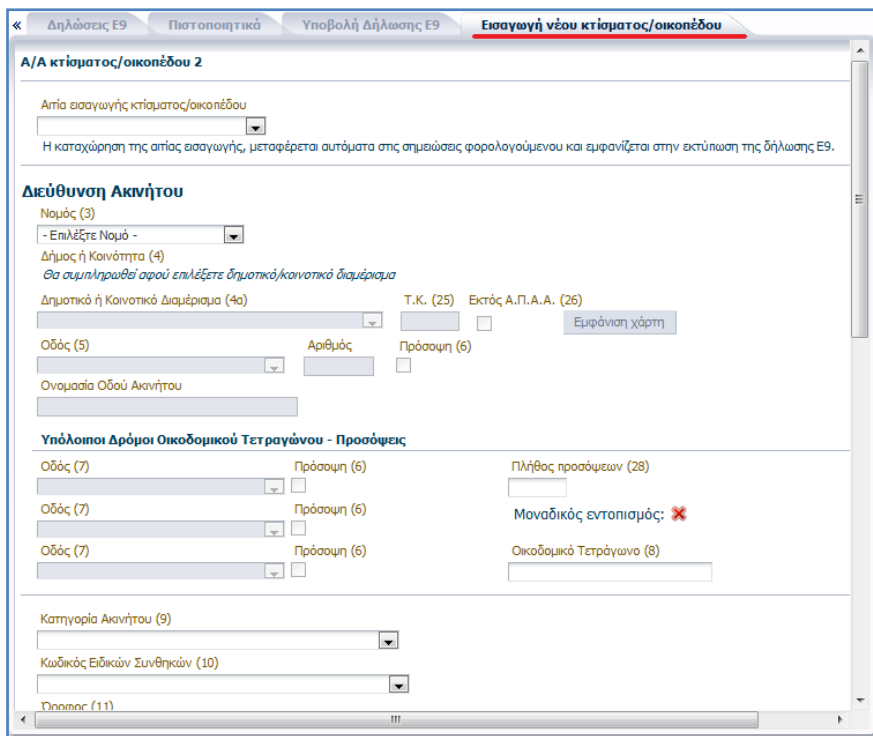 « Δηλώσεις Ε9 Πιστοποιητικά Υποβολή Δήλωσης Ε9 Εισαγωγή νέου κτίσματος/οικοπέδου
Α/Α κτίσματος/οικοπέδου 2
Αιτία εισαγωγής κτίσματος/οικοπέδου
Η καταχώρηση της αιτίας εισαγωγής, μεταφέρεται αυτόματα στις σημειώσεις φορολογούμενου και εμφανίζεται στην εκτύπωση της δήλωσης Ε9.
Διεύθυνση Ακινήτου
Νομός (3)
- Επιλέξτε Νομό -
Δήμος ή Κοινότητα (4)
Θα συμπληρωθεί αφού επιλέξετε δημοτικό/κοινοτικό διαμέρισμα
Δημοτικό ή Κοινοτικό Διαμέρισμα (4α) Τ.Κ. (25) Εκτός Α.Π.Α.Α. (26)
Εμφάνιση χάρτη
Οδός (5) Αριθμός Πρόσοψη (6)
Ονομασία Οδού Ακινήτου
Υπόλοιποι Δρόμοι Οικοδομικού Τετραγώνου - Προσόψεις
Οδός (7) Πρόσοψη (6) Πλήθος προσόψεων (28)
Οδός (7) Πρόσοψη (6) Μοναδικός εντοπισμός:
Οδός (7) Πρόσοψη (6) Οικοδομικό Τετράγωνο (8)
Κατηγορία Ακινήτου (9)
Κωδικός Ειδικών Συνθηκών (10)
Όροφος (11)